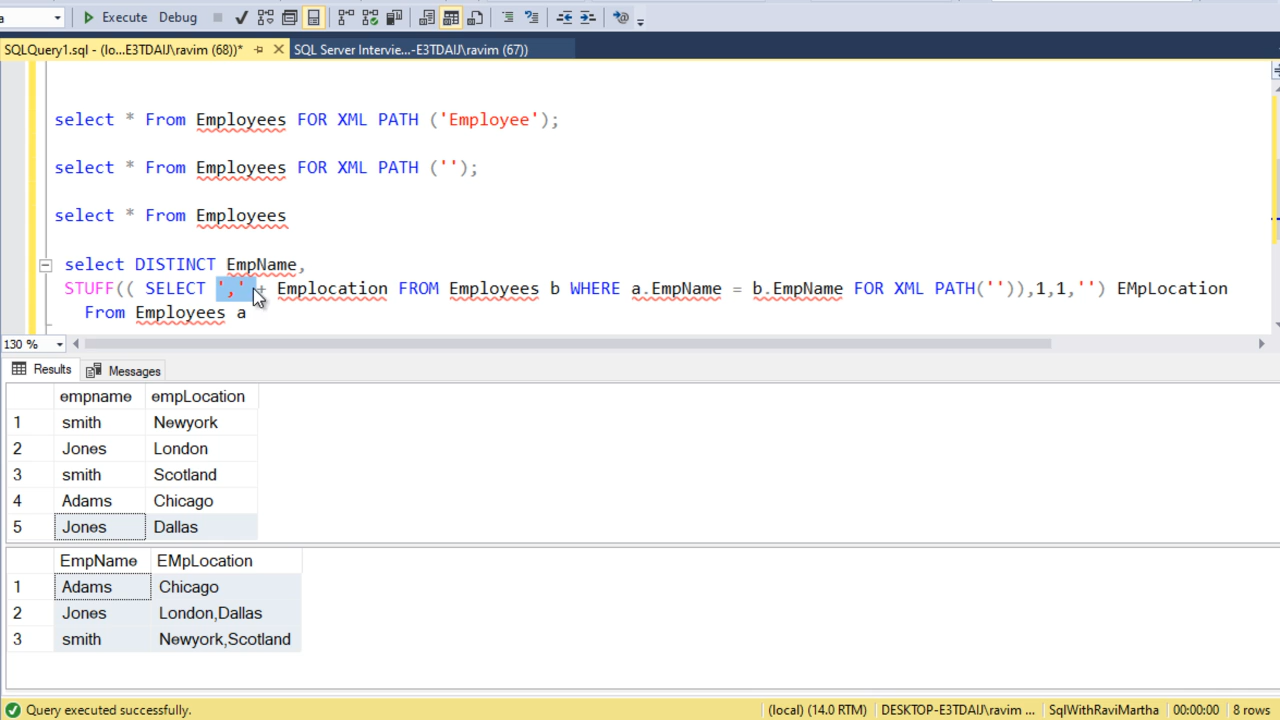 a Execute Debug
SQLQuery1.sql - (lo...E3TDAIJ\ravim (68))* SQL Server Intervie...-E3TDAIJ\ravim (67))
select * From Employees FOR XML PATH ('Employee');
select * From Employees FOR XML PATH ('');
select * From Employees
select DISTINCT EmpName,
STUFF(( SELECT ',' + Emplocation FROM Employees b WHERE a.EmpName = b.EmpName FOR XML PATH('')),1,1,'') EMpLocation
From Employees a
130 %
Results Messages
empname empLocation
1 smith Newyork
2 Jones London
3 smith Scotland
4 Adams Chicago
5 Jones Dallas
EmpName EMpLocation
1 Adams Chicago
2 Jones London,Dallas
3 smith Newyork,Scotland
Query executed successfully. (local) (14.0 RTM) DESKTOP-E3TDAIJ\ravim ... SqlWithRaviMartha 00:00:00 8 rows